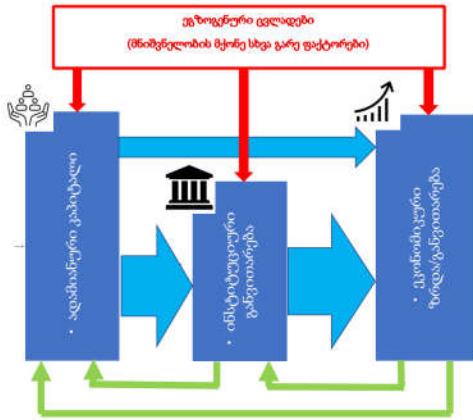 ეგზოგენური ცვლადები
(მნიშვნელობის მქონე სხვა გარე ფაქტორები)
• ადამიანური კაპიტალი
• ინსტიტუციური
განვითარება
• ეკონომიკური
ზრდა/განვითარება